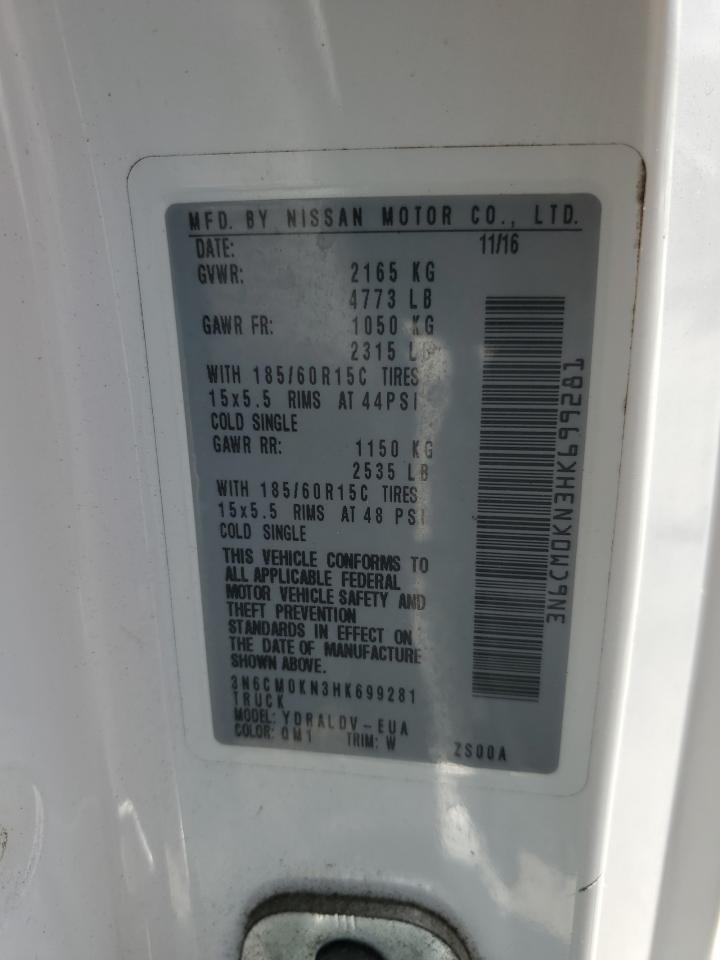 MFD. BY NISSAN MOTOR CO., LTD.
DATE: 11/16
GVWR: 2165 KG
4773 LB
GAWR FR: 1050 KG
2315 LB
WITH 185/60R15C TIRES
15x5.5 RIMS AT 44PSI
COLD SINGLE
GAWR RR: 1150 KG
2535 LB
WITH 185/60R15C TIRES
15x5.5 RIMS AT 48 PSI
COLD SINGLE
THIS VEHICLE CONFORMS TO
ALL APPLICABLE FEDERAL
MOTOR VEHICLE SAFETY AND
THEFT PREVENTION
STANDARDS IN EFFECT ON
THE DATE OF MANUFACTURE
SHOWN ABOVE.
3N6CM0KN3HK699281
TRUCK
MODEL: YDRALDV-EUA
COLOR: QM1 TRIM: W ZS00A
3N6CM0KN3HK699281